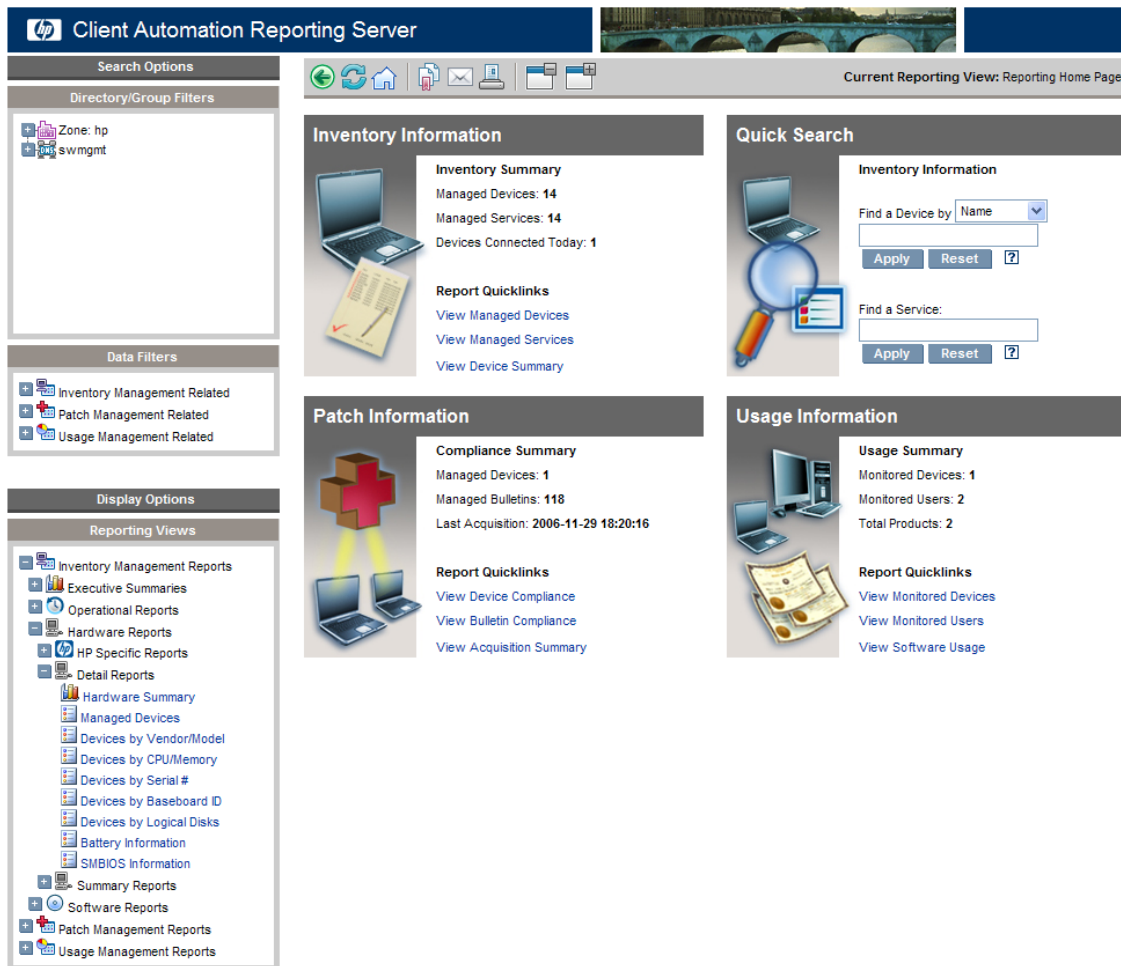 hp Client Automation Reporting Server
Search Options
Directory/Group Filters
Zone: hp
swmgmt
Data Filters
Inventory Management Related
Patch Management Related
Usage Management Related
Display Options
Reporting Views
Inventory Management Reports
Executive Summaries
Operational Reports
Hardware Reports
HP Specific Reports
Detail Reports
Hardware Summary
Managed Devices
Devices by Vendor/Model
Devices by CPU/Memory
Devices by Serial #
Devices by Baseboard ID
Devices by Logical Disks
Battery Information
SMBIOS Information
Summary Reports
Software Reports
Patch Management Reports
Usage Management Reports
Current Reporting View: Reporting Home Page
Inventory Information
Inventory Summary
Managed Devices: 14
Managed Services: 14
Devices Connected Today: 1
Report Quicklinks
View Managed Devices
View Managed Services
View Device Summary
Quick Search
Inventory Information
Find a Device by Name
Apply Reset ?
Find a Service:
Apply Reset ?
Patch Information
Compliance Summary
Managed Devices: 1
Managed Bulletins: 118
Last Acquisition: 2006-11-29 18:20:16
Report Quicklinks
View Device Compliance
View Bulletin Compliance
View Acquisition Summary
Usage Information
Usage Summary
Monitored Devices: 1
Monitored Users: 2
Total Products: 2
Report Quicklinks
View Monitored Devices
View Monitored Users
View Software Usage